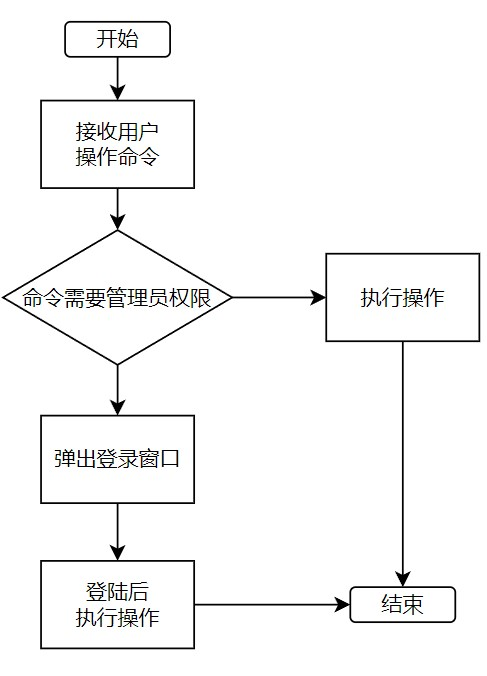 开始
接收用户
操作命令
命令需要管理员权限
执行操作
弹出登录窗口
登陆后
执行操作
结束